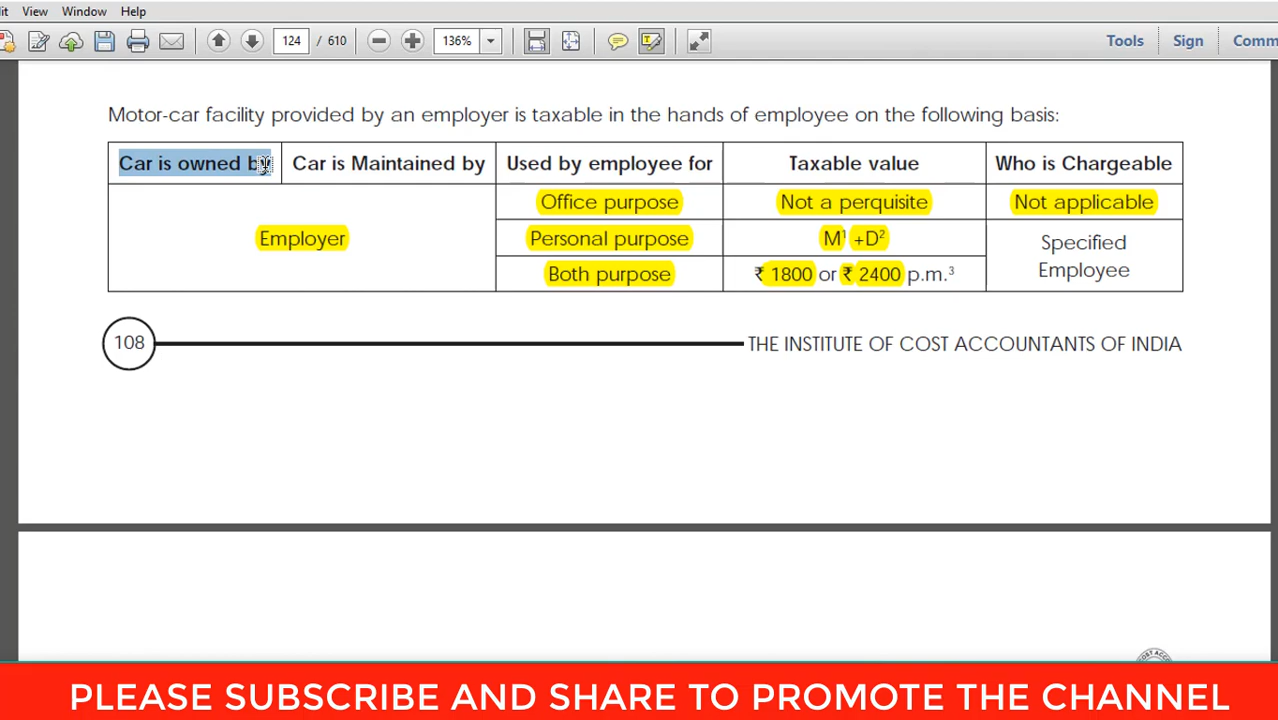 it View Window Help
124 / 610 136% Tools Sign Comm
Motor-car facility provided by an employer is taxable in the hands of employee on the following basis:
Car is owned by Car is Maintained by Used by employee for Taxable value Who is Chargeable
Employer Office purpose Not a perquisite Not applicable
Personal purpose M¹ +D² Specified Employee
Both purpose ₹ 1800 or ₹ 2400 p.m.³
108 THE INSTITUTE OF COST ACCOUNTANTS OF INDIA
PLEASE SUBSCRIBE AND SHARE TO PROMOTE THE CHANNEL